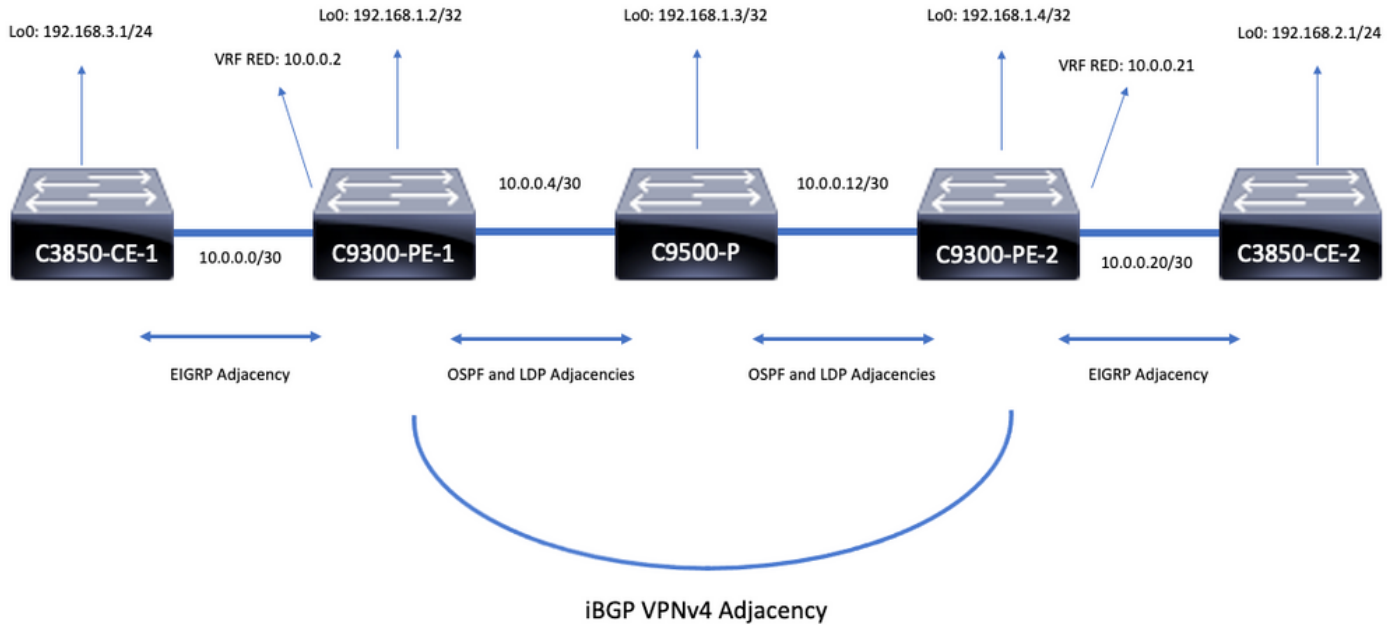 Lo0: 192.168.3.1/24
Lo0: 192.168.1.2/32
Lo0: 192.168.1.3/32
Lo0: 192.168.1.4/32
Lo0: 192.168.2.1/24
VRF RED: 10.0.0.2
VRF RED: 10.0.0.21
10.0.0.4/30
10.0.0.12/30
C3850-CE-1
10.0.0.0/30
C9300-PE-1
C9500-P
C9300-PE-2
10.0.0.20/30
C3850-CE-2
EIGRP Adjacency
OSPF and LDP Adjacencies
OSPF and LDP Adjacencies
EIGRP Adjacency
iBGP VPNv4 Adjacency